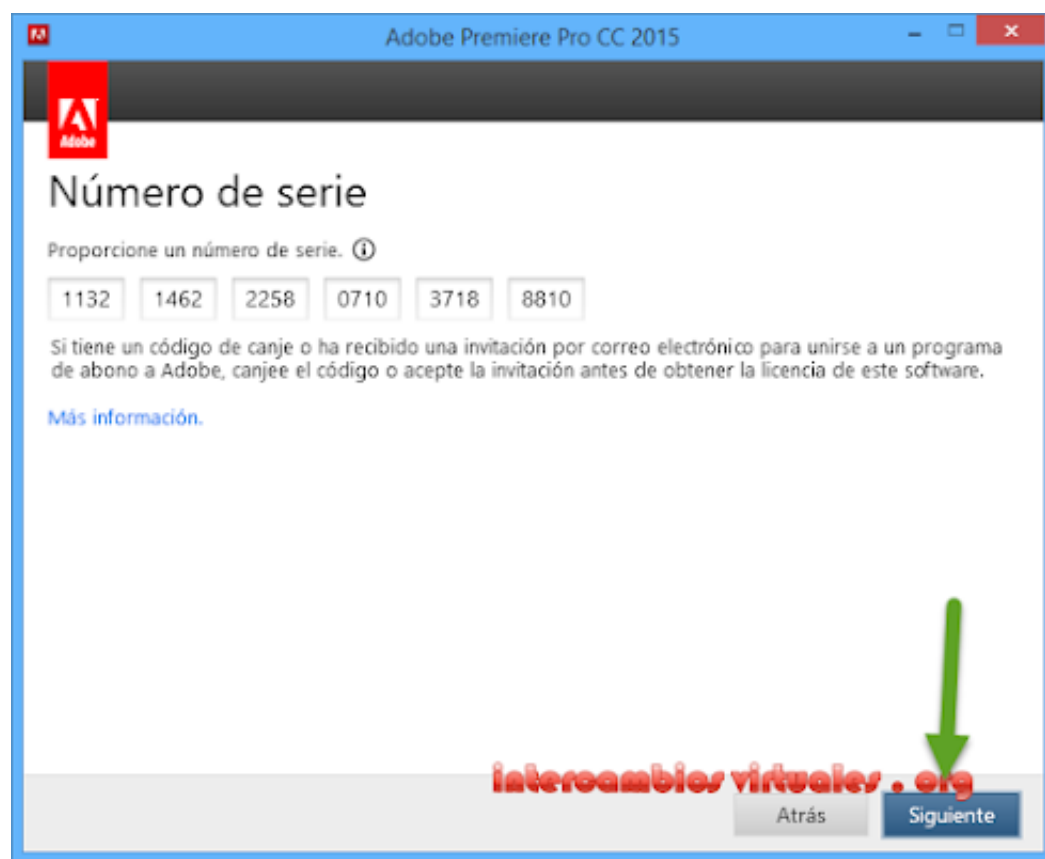 Adobe Premiere Pro CC 2015
Adobe
Número de serie
Proporcione un número de serie.
1132 1462 2258 0710 3718 8810
Si tiene un código de canje o ha recibido una invitación por correo electrónico para unirse a un programa
de abono a Adobe, canjee el código o acepte la invitación antes de obtener la licencia de este software.
Más información.
intercambios virtuales . org
Atrás Siguiente